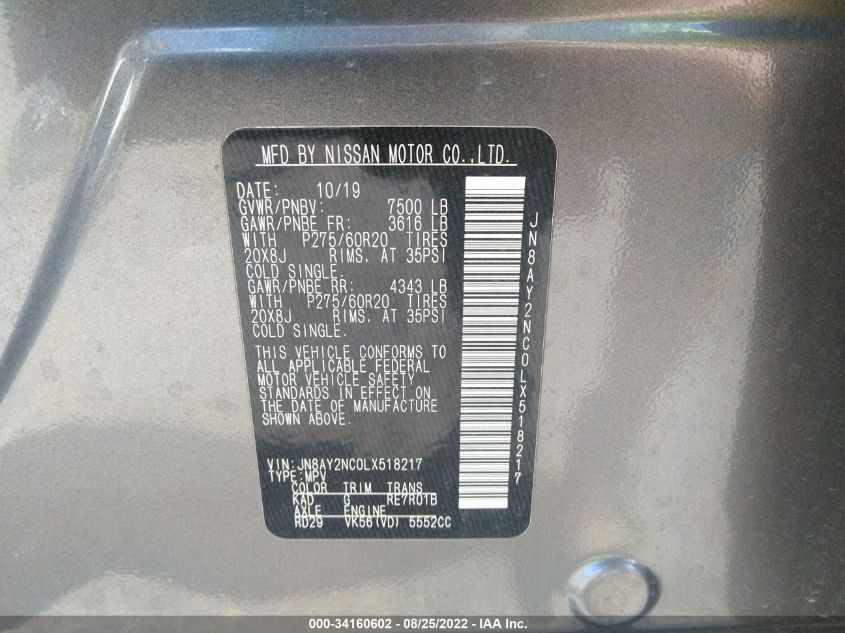 MFD BY NISSAN MOTOR CO.,LTD.
DATE: 10/19
GVWR/PNBV: 7500 LB
GAWR/PNBE FR: 3616 LB
WITH P275/60R20 TIRES
20X8J RIMS, AT 35PSI
COLD SINGLE.
GAWR/PNBE RR: 4343 LB
WITH P275/60R20 TIRES
20X8J RIMS, AT 35PSI
COLD SINGLE.
THIS VEHICLE CONFORMS TO
ALL APPLICABLE FEDERAL
MOTOR VEHICLE SAFETY
STANDARDS IN EFFECT ON
THE DATE OF MANUFACTURE
SHOWN ABOVE.
VIN:JN8AY2NC0LX518217
TYPE:MPV
COLOR TRIM TRANS
KAD G RE7R01B
AXLE ENGINE
RD29 VK56(VD) 5552CC
JN8AY2NC0LX518217
000-34160602 / 08/25/2022 - IAA Inc.